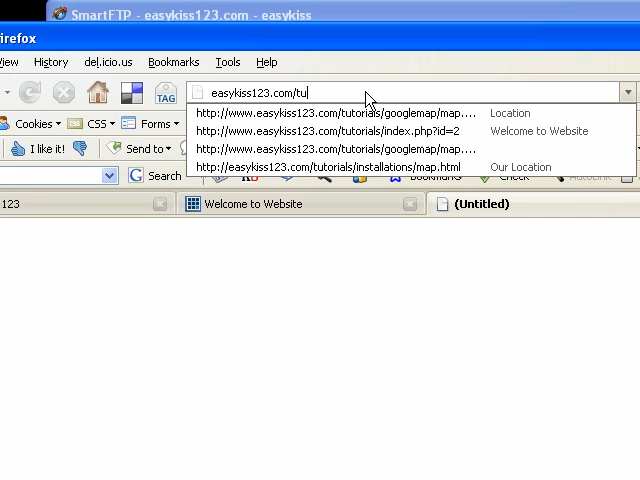 SmartFTP - easykiss123.com - easykiss
irefox
View History del.icio.us Bookmarks Tools Help
TAG easykiss123.com/tu
http://www.easykiss123.com/tutorials/googlemap/map.... Location
Cookies CSS Forms http://www.easykiss123.com/tutorials/index.php?id=2 Welcome to Website
I like it! Send to http://www.easykiss123.com/tutorials/googlemap/map....
http://easykiss123.com/tutorials/installations/map.html Our Location
G Search Check AutoLink
123 Welcome to Website (Untitled)